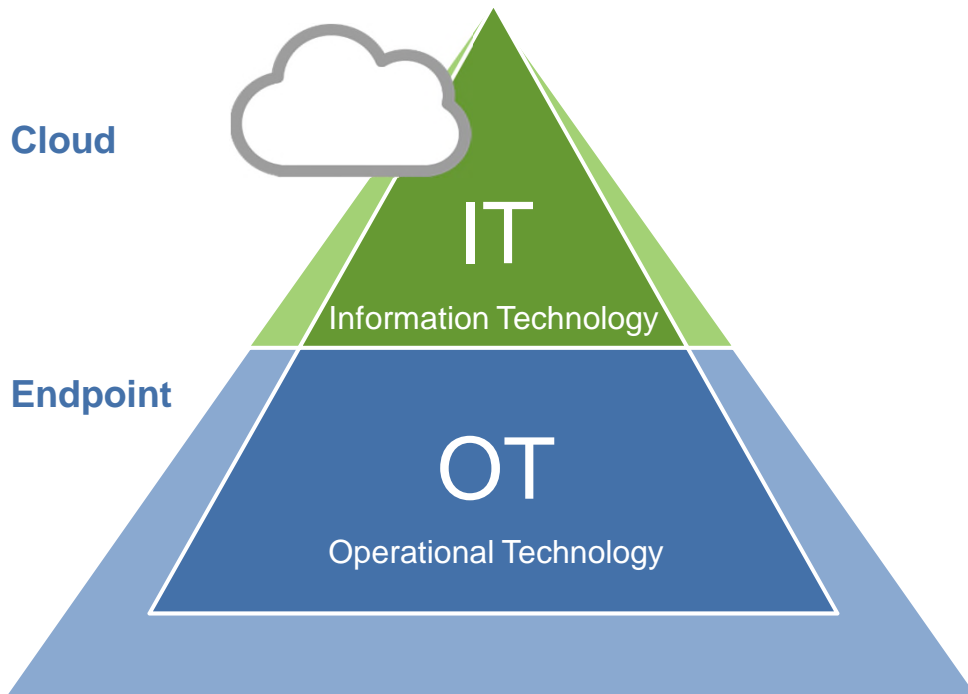 Cloud
IT
Information Technology
Endpoint
OT
Operational Technology